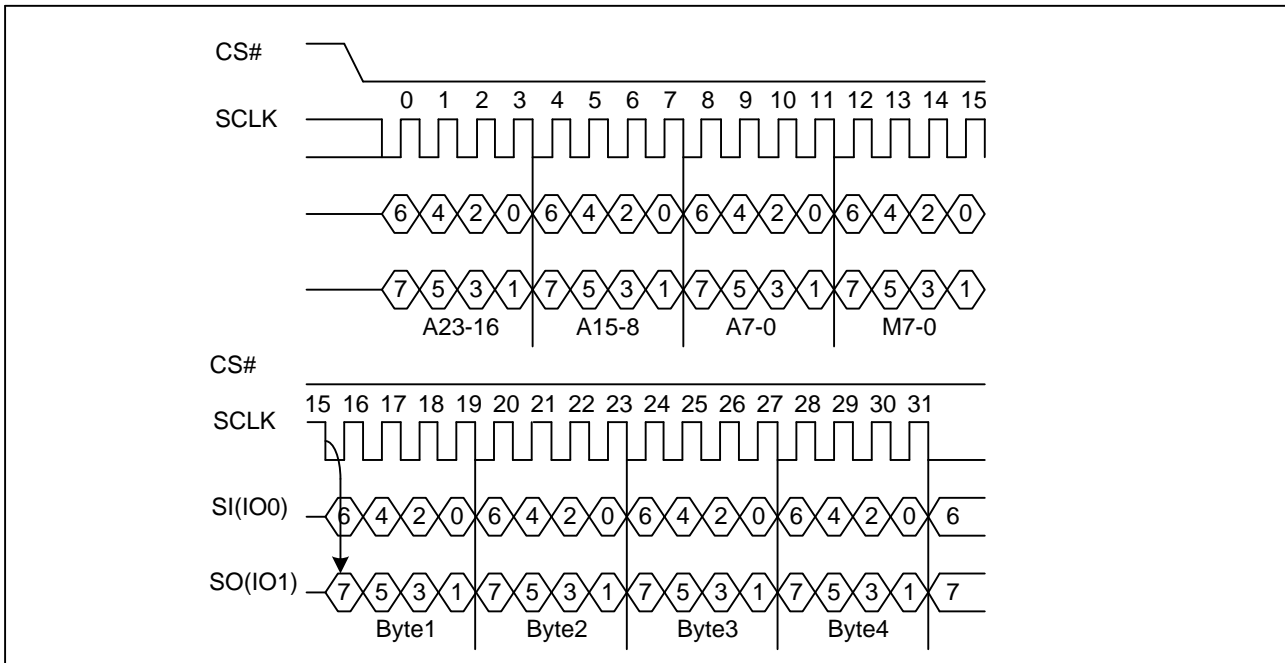 CS#
0 1 2 3 4 5 6 7 8 9 10 11 12 13 14 15
SCLK
6 4 2 0 6 4 2 0 6 4 2 0 6 4 2 0
7 5 3 1 7 5 3 1 7 5 3 1 7 5 3 1
A23-16 A15-8 A7-0 M7-0
CS#
15 16 17 18 19 20 21 22 23 24 25 26 27 28 29 30 31
SCLK
SI(IO0) 6 4 2 0 6 4 2 0 6 4 2 0 6 4 2 0 6
SO(IO1) 7 5 3 1 7 5 3 1 7 5 3 1 7 5 3 1 7
Byte1 Byte2 Byte3 Byte4